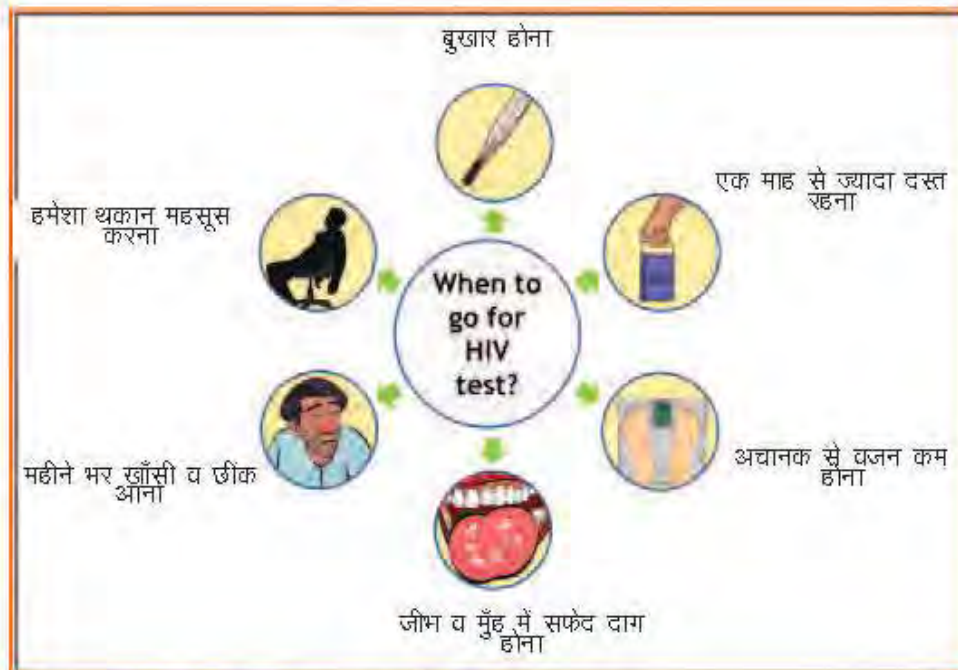 बुखार होना
एक माह से ज्यादा दस्त
रहना
हमेशा थकान महसूस
करना
When to
go for
HIV
test?
महीने भर खाँसी व छींक
आना
अचानक से वजन कम
होना
जीभ व मुँह में सफेद दाग
होना